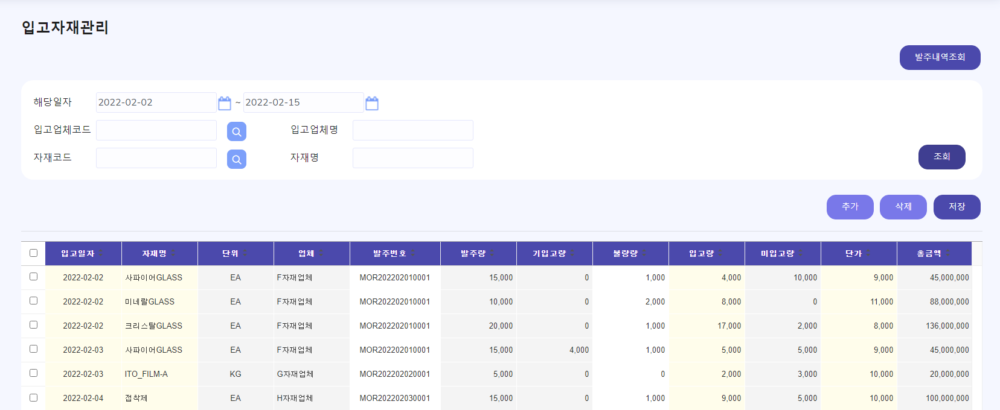 입고자재관리
발주내역조회
해당일자 2022-02-02 ~ 2022-02-15
입고업체코드 입고업체명
자재코드 자재명 조회
추가 삭제 저장
입고일자 자재명 단위 업체 발주번호 발주량 기입고량 불량량 입고량 미입고량 단가 총금액
2022-02-02 사파이어GLASS EA F자재업체 MOR202202010001 15,000 0 1,000 4,000 10,000 9,000 45,000,000
2022-02-02 미네랄GLASS EA F자재업체 MOR202202010001 10,000 0 2,000 8,000 0 11,000 88,000,000
2022-02-02 크리스탈GLASS EA F자재업체 MOR202202010001 20,000 0 1,000 17,000 2,000 8,000 136,000,000
2022-02-03 사파이어GLASS EA F자재업체 MOR202202010001 15,000 4,000 1,000 5,000 5,000 9,000 45,000,000
2022-02-03 ITO_FILM-A KG G자재업체 MOR202202020001 5,000 0 0 2,000 3,000 10,000 20,000,000
2022-02-04 접착제 EA H자재업체 MOR202202030001 15,000 0 1,000 9,000 5,000 10,000 100,000,000